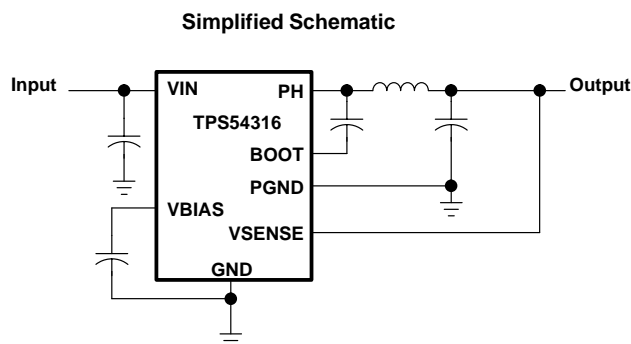 Simplified Schematic
Input
VIN
PH
Output
TPS54316
BOOT
PGND
VBIAS
VSENSE
GND